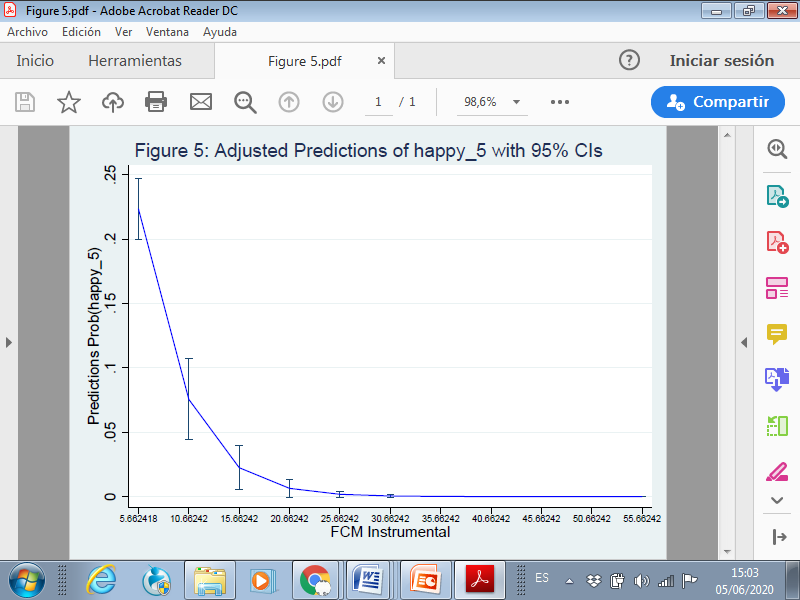 Figure 5.pdf - Adobe Acrobat Reader DC
Archivo Edición Ver Ventana Ayuda
Inicio Herramientas Figure 5.pdf × ? Iniciar sesión
1 / 1 98,6% Compartir
Figure 5: Adjusted Predictions of happy_5 with 95% CIs
Predictions Prob(happy_5)
.25
.2
.15
.1
.05
0
5.662418 10.66242 15.66242 20.66242 25.66242 30.66242 35.66242 40.66242 45.66242 50.66242 55.66242
FCM Instrumental
ES 15:03
05/06/2020